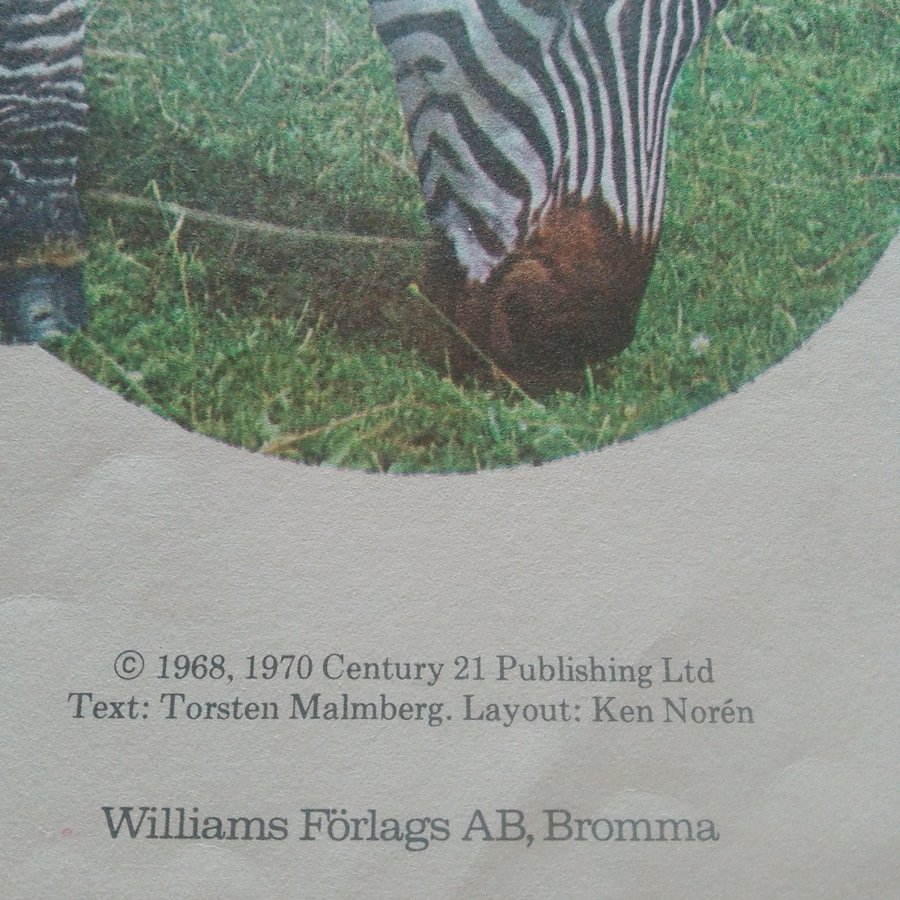 © 1968, 1970 Century 21 Publishing Ltd
Text: Torsten Malmberg. Layout: Ken Norén
Williams Förlags AB, Bromma